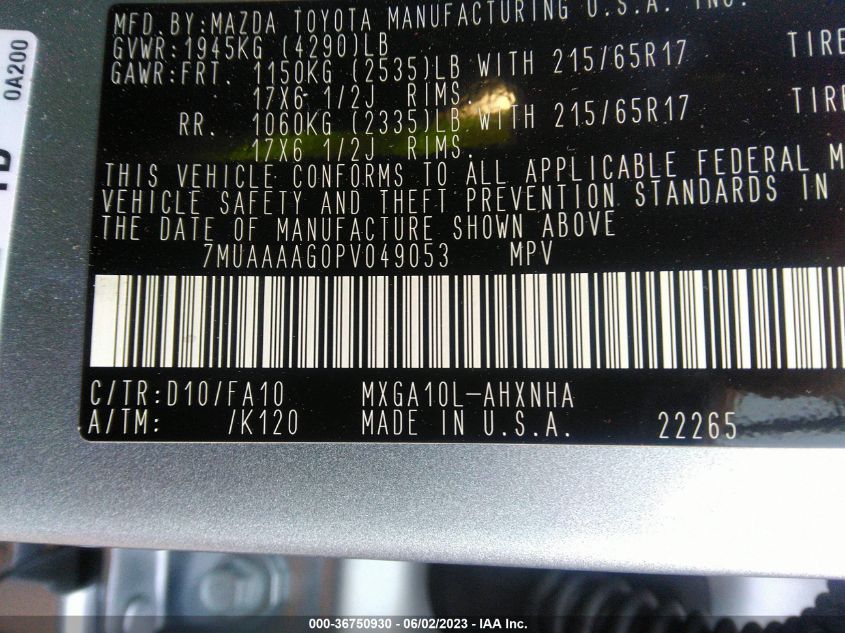 MFD.BY:MAZDA TOYOTA MANUFACTURING U.S.A. INC.
GVWR:1945KG (4290)LB
GAWR:FRT. 1150KG (2535)LB WITH 215/65R17 TIRE
17X6 1/2J RIMS.
RR. 1060KG (2335)LB WITH 215/65R17 TIRE
17X6 1/2J RIMS.
THIS VEHICLE CONFORMS TO ALL APPLICABLE FEDERAL M
VEHICLE SAFETY AND THEFT PREVENTION STANDARDS IN
THE DATE OF MANUFACTURE SHOWN ABOVE
7MUAAAAG0PV049053 MPV
C/TR:D10/FA10 MXGA10L-AHXNHA
A/TM: /K120 MADE IN U.S.A. 22265
0A200
000-36750930 - 06/02/2023 - IAA Inc.